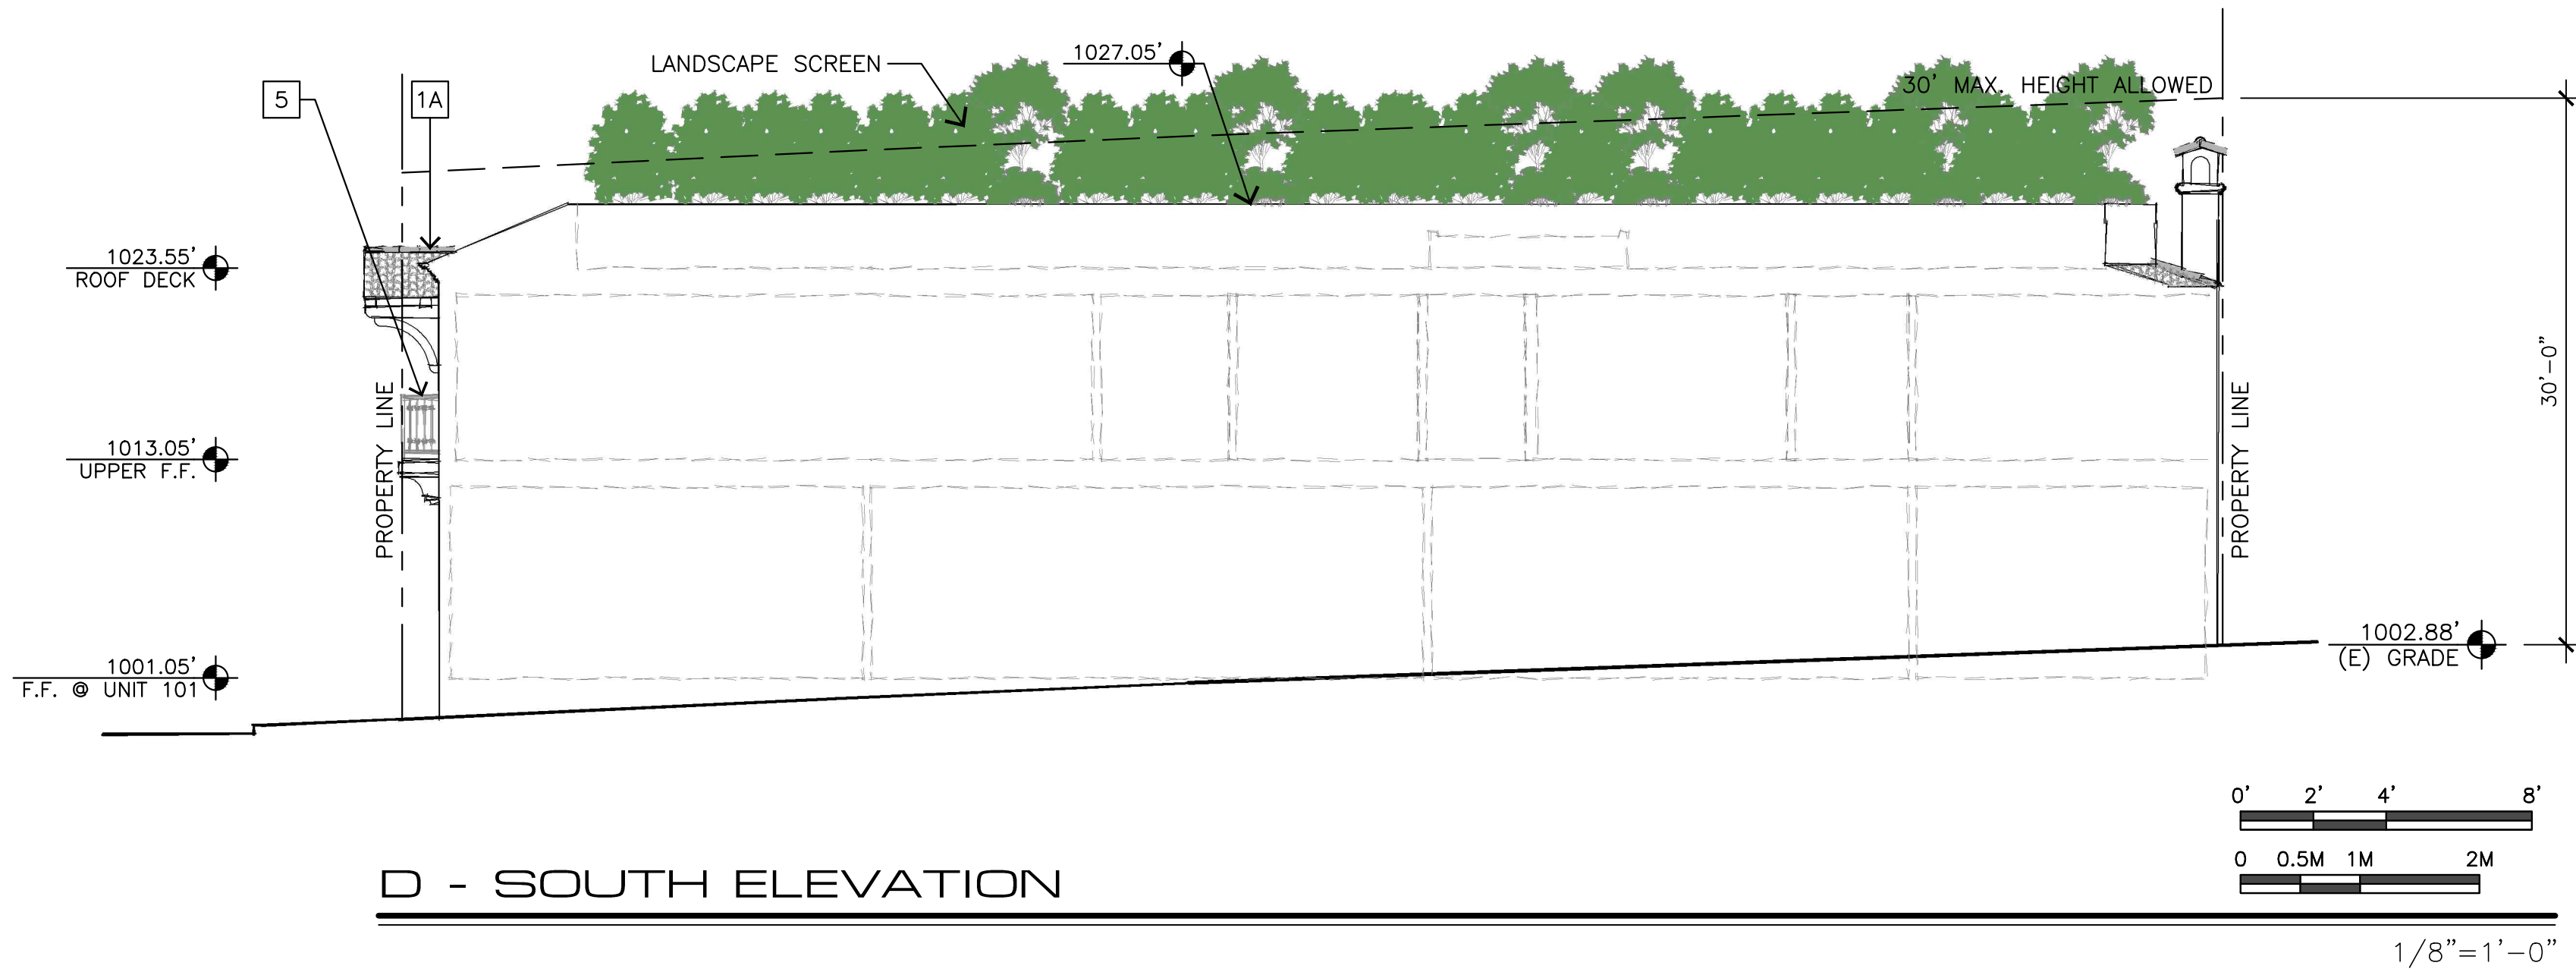 LANDSCAPE SCREEN
1027.05'
30' MAX. HEIGHT ALLOWED
5
1A
1023.55'
ROOF DECK
30'-0"
PROPERTY LINE
PROPERTY LINE
1013.05'
UPPER F.F.
1001.05'
F.F. @ UNIT 101
1002.88'
(E) GRADE
0' 2' 4' 8'
0 0.5M 1M 2M
D - SOUTH ELEVATION
1/8"=1'-0"